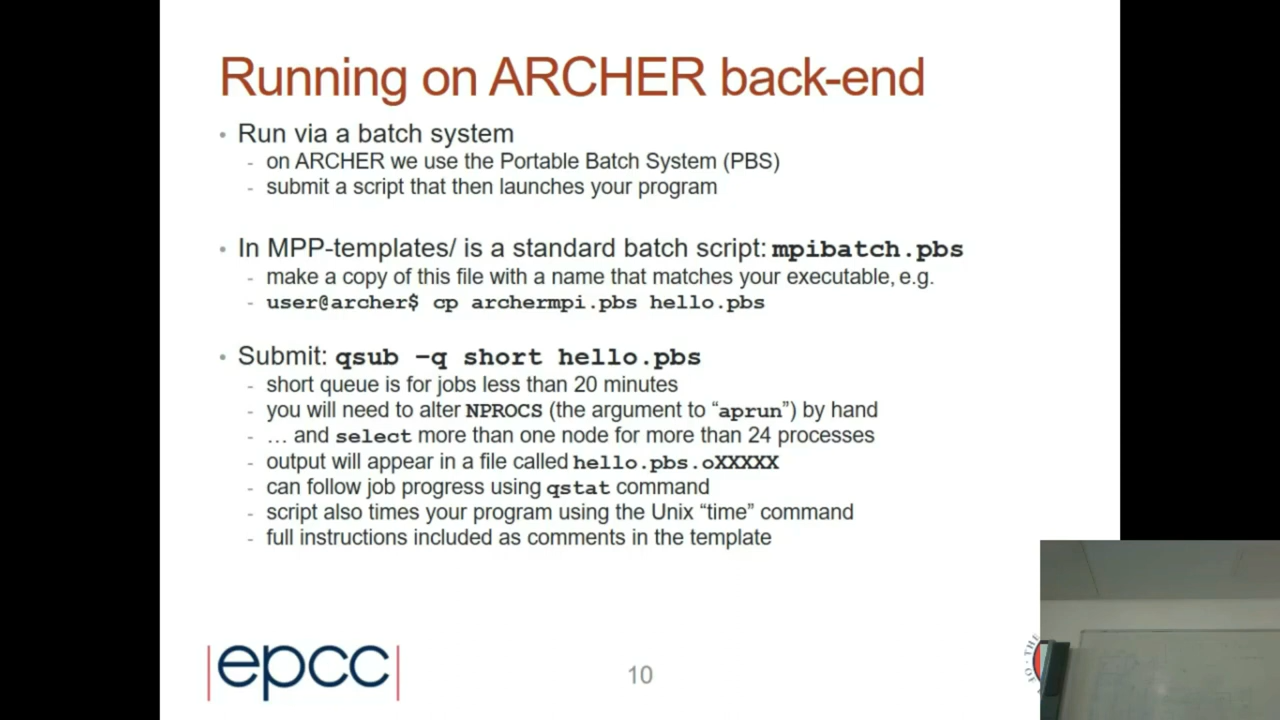 Running on ARCHER back-end
• Run via a batch system
- on ARCHER we use the Portable Batch System (PBS)
- submit a script that then launches your program
• In MPP-templates/ is a standard batch script: mpibatch.pbs
- make a copy of this file with a name that matches your executable, e.g.
- user@archer$ cp archermpi.pbs hello.pbs
• Submit: qsub –q short hello.pbs
- short queue is for jobs less than 20 minutes
- you will need to alter NPROCS (the argument to “aprun”) by hand
- … and select more than one node for more than 24 processes
- output will appear in a file called hello.pbs.oXXXXX
- can follow job progress using qstat command
- script also times your program using the Unix “time” command
- full instructions included as comments in the template
epcc
10